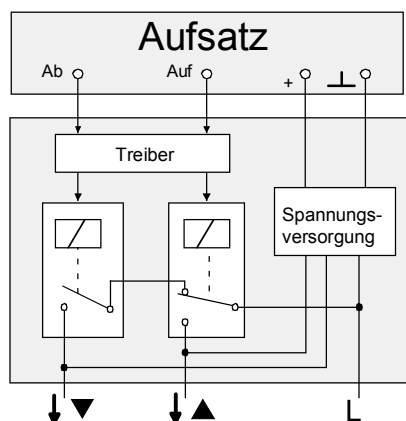 Aufsatz
Ab
Auf
+
Treiber
Spannungs-
versorgung
L